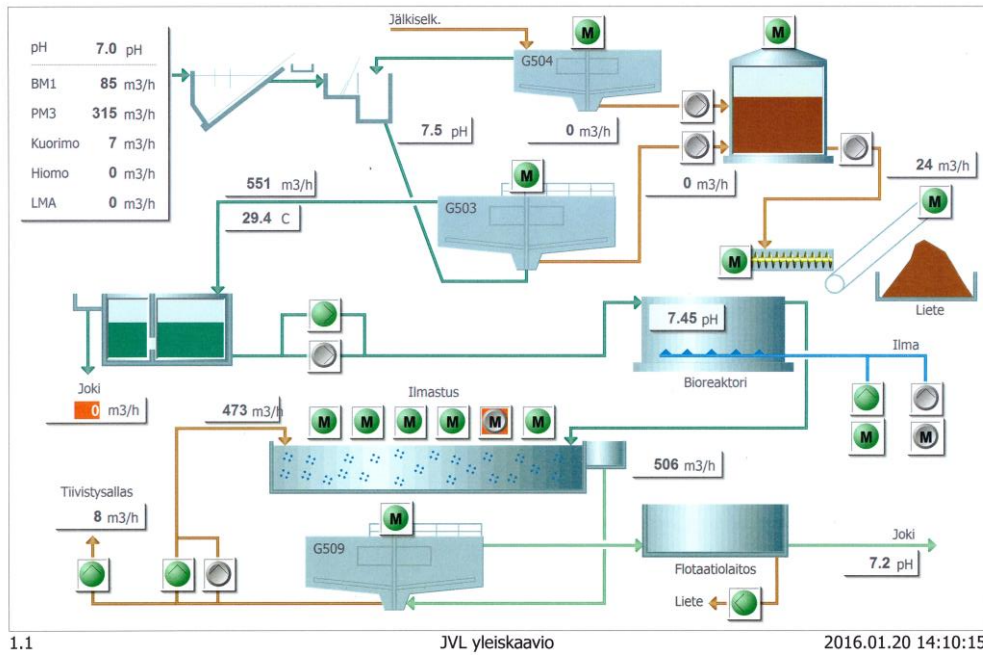 pH 7.0 pH
BM1 85 m3/h
PM3 315 m3/h
Kuorimo 7 m3/h
Hiomo 0 m3/h
LMA 0 m3/h
Jälkiselk.
M
M
G504
7.5 pH
0 m3/h
0 m3/h
24 m3/h
551 m3/h
29.4 C
M
G503
M
M
Liete
7.45 pH
Bioreaktori
Ilma
Joki
0 m3/h
473 m3/h
Ilmastus
M M M M M M
M M
506 m3/h
Tiivistysallas
8 m3/h
M
G509
Flotaatiolaitos
Joki
7.2 pH
Liete
1.1 JVL yleiskaavio 2016.01.20 14:10:15